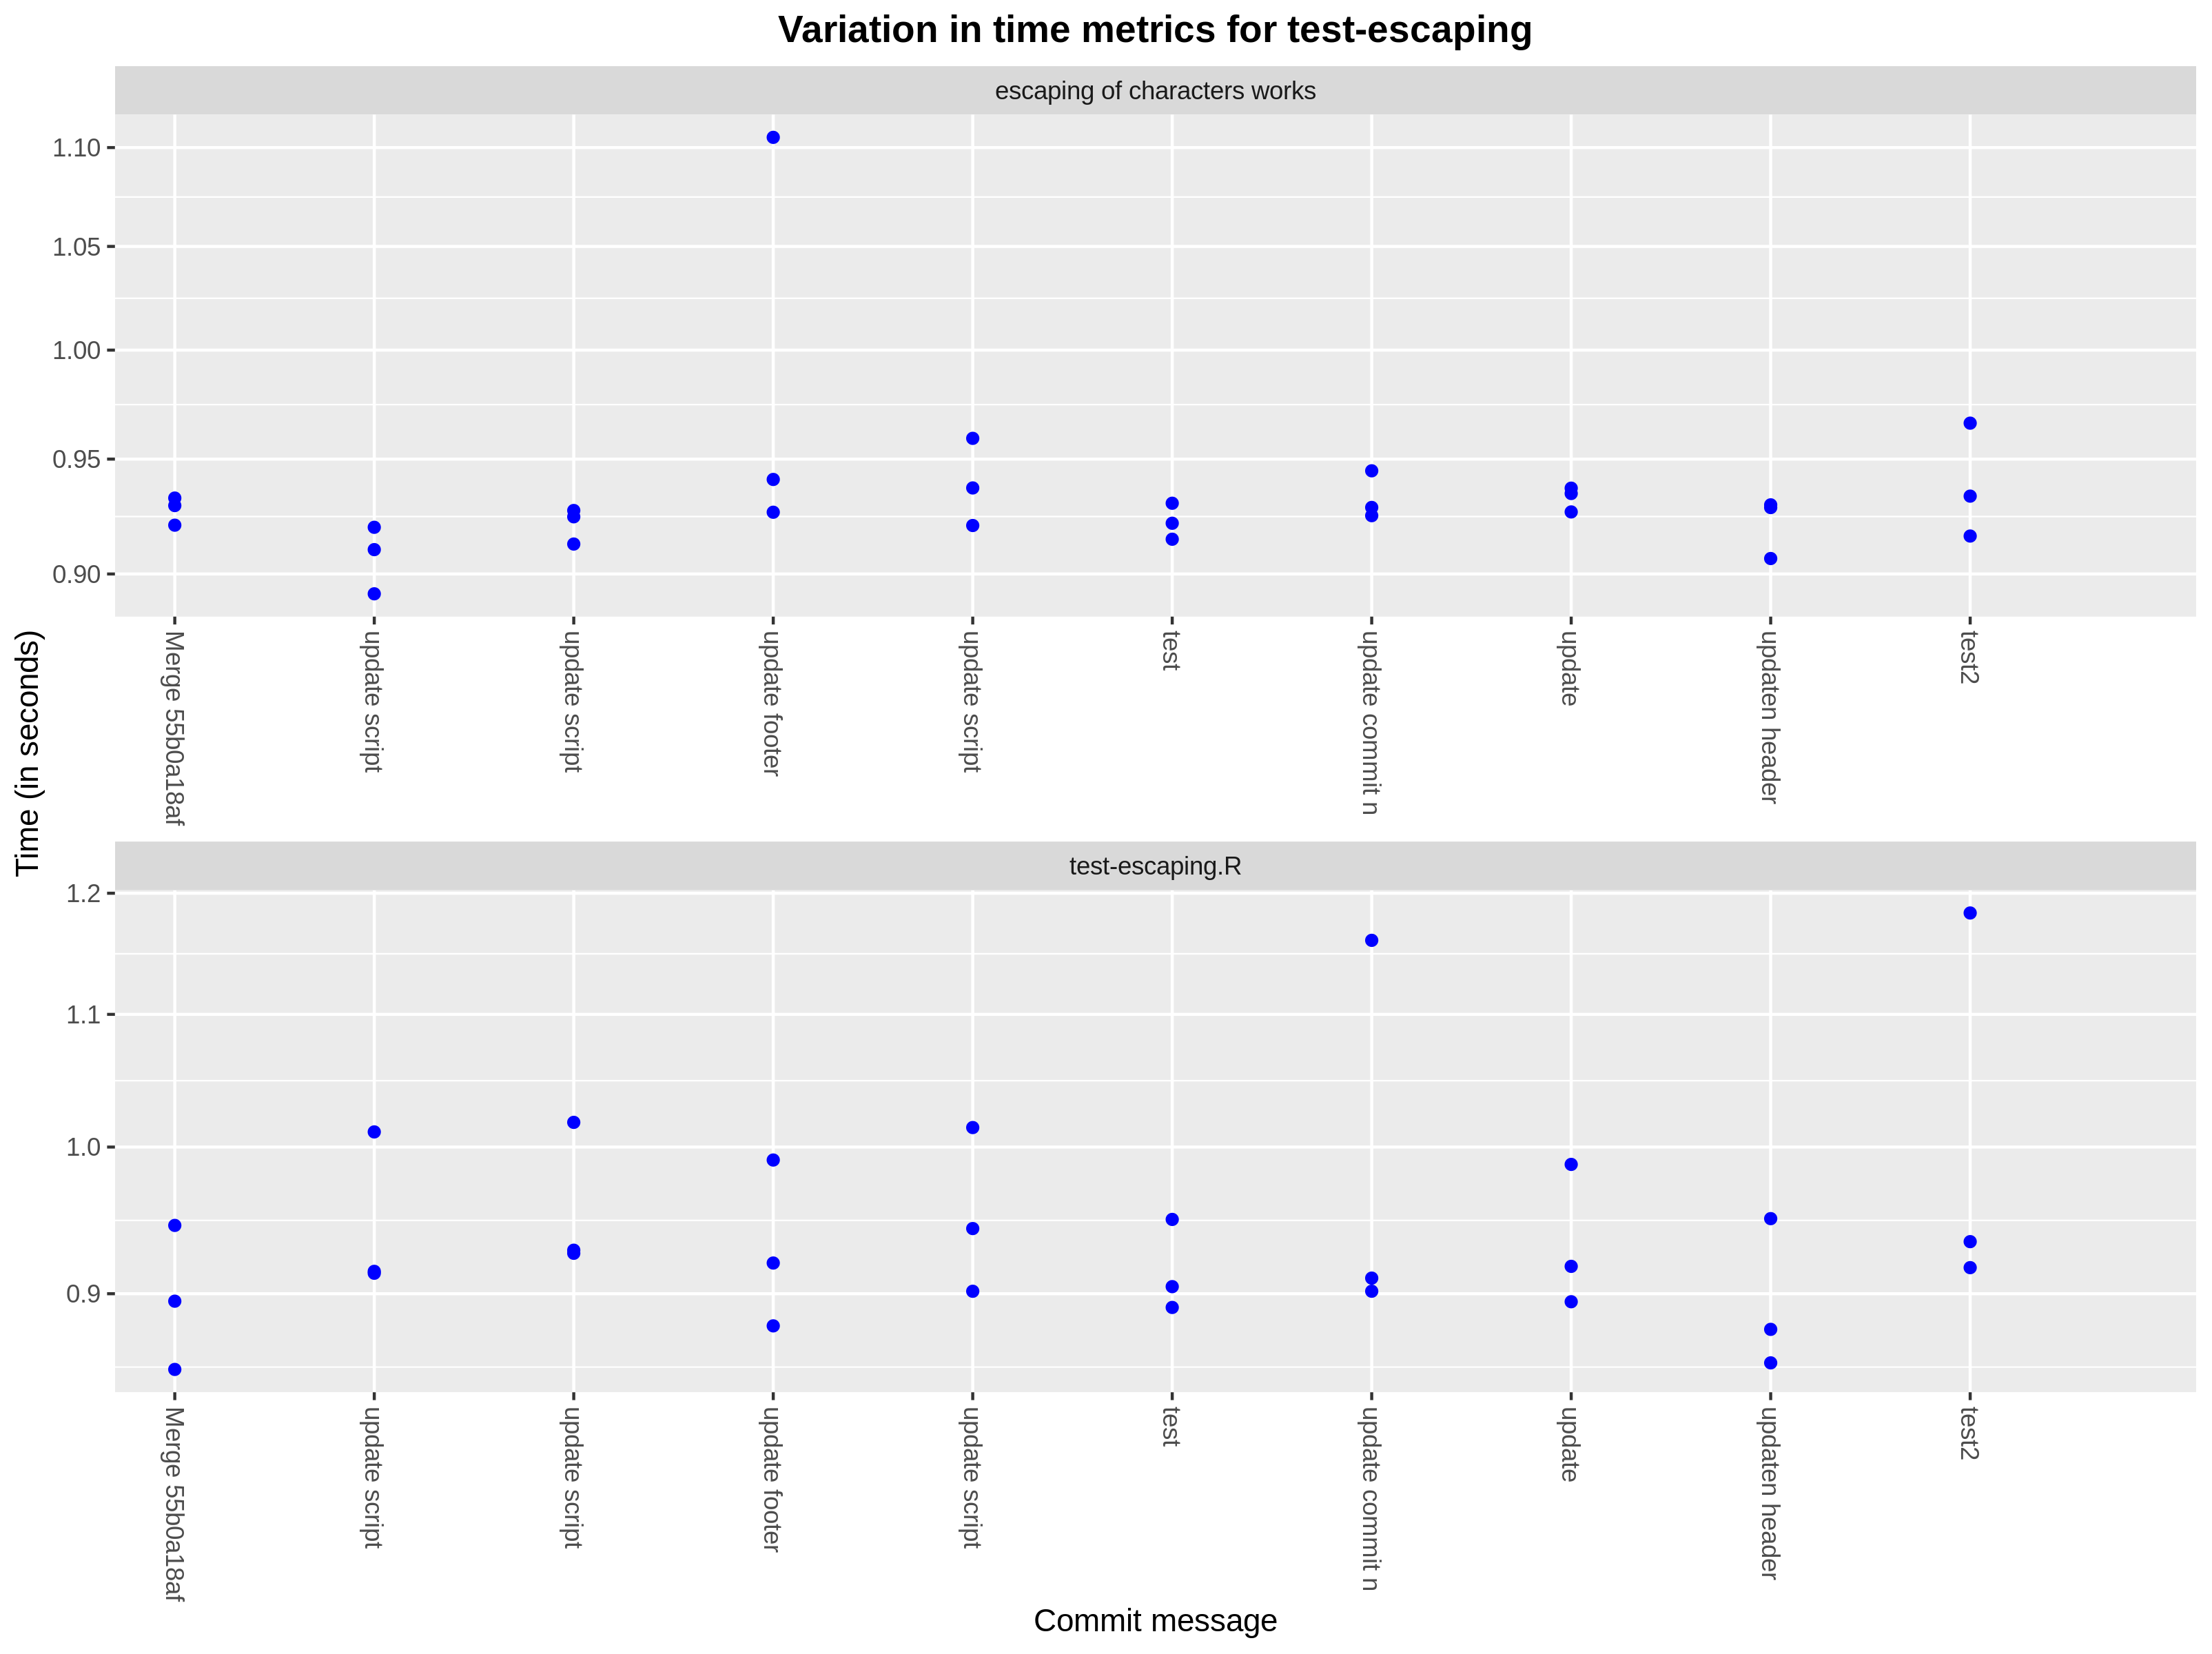 Variation in time metrics for test-escaping
escaping of characters works
1.10
1.05
1.00
0.95
0.90
Merge 55b0a18af
update script
update script
update footer
update script
test
update commit n
update
updaten header
test2
Time (in seconds)
test-escaping.R
1.2
1.1
1.0
0.9
Merge 55b0a18af
update script
update script
update footer
update script
test
update commit n
update
updaten header
test2
Commit message